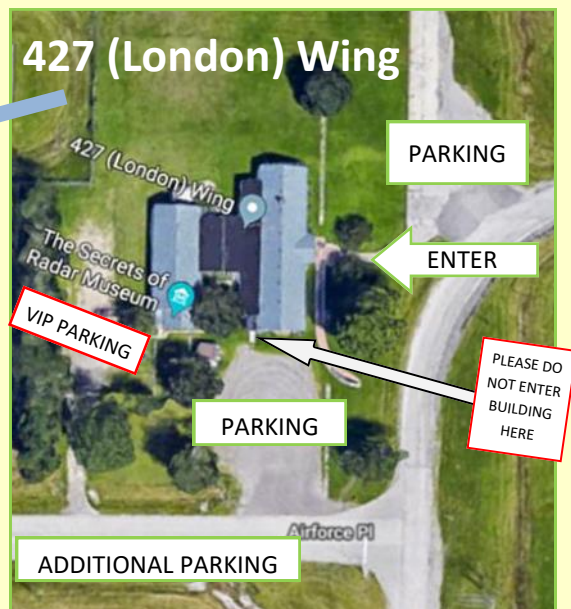 427 (London) Wing
PARKING
427 (London) Wing
ENTER
The Secrets of
Radar Museum
VIP PARKING
PLEASE DO
NOT ENTER
BUILDING
HERE
PARKING
Airforce Pl
ADDITIONAL PARKING